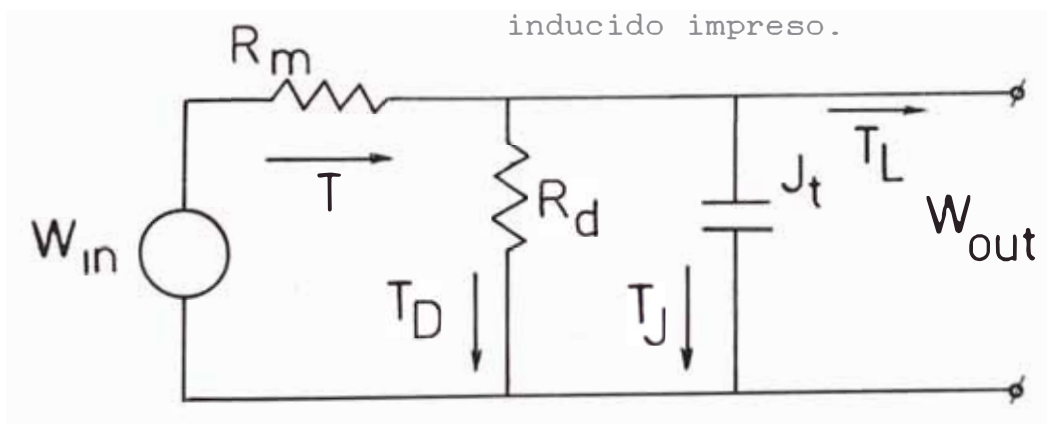 inducido impreso.
Rm
T
TL
Jt
Rd
Win
Wout
TD
TJ